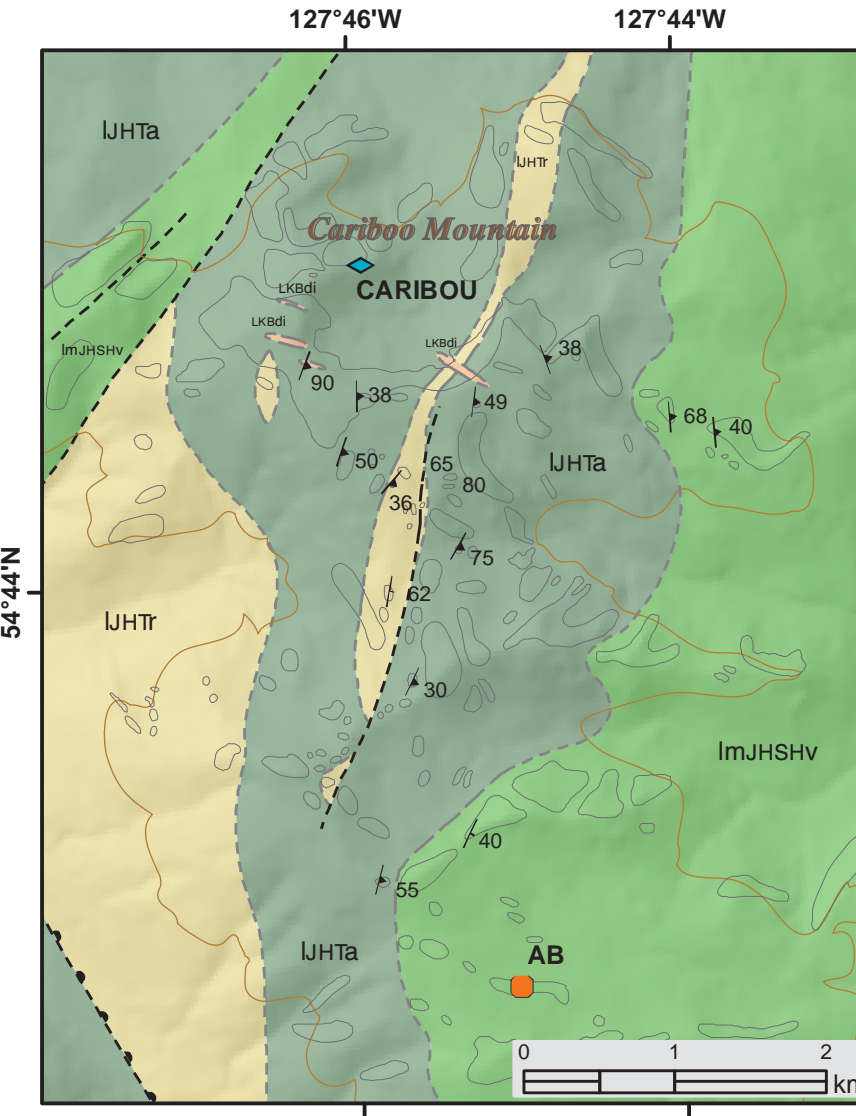 127°46'W
127°44'W
lJHTa
lJHTr
Cariboo Mountain
LKBdi
CARIBOU
LKBdi
LKBdi
lmJHSHv
38
90
38
49
68
40
50
65
lJHTa
80
36
75
54°44'N
62
lJHTr
30
lmJHSHv
40
55
lJHTa
AB
0 1 2
km